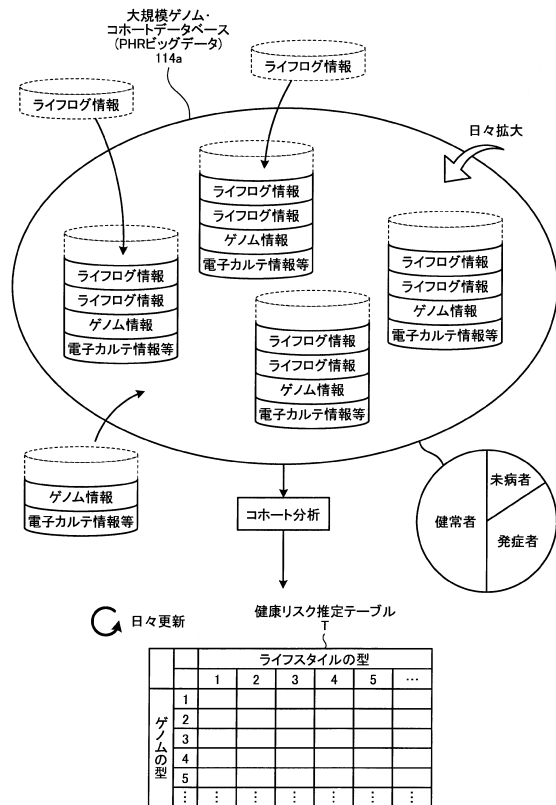 大規模ゲノム・
コホートデータベース
(PHRビッグデータ)
114a
ライフログ情報
ライフログ情報
日々拡大
ライフログ情報
ライフログ情報
ゲノム情報
電子カルテ情報等
ライフログ情報
ライフログ情報
ゲノム情報
電子カルテ情報等
ライフログ情報
ライフログ情報
ゲノム情報
電子カルテ情報等
ライフログ情報
ライフログ情報
ゲノム情報
電子カルテ情報等
ゲノム情報
電子カルテ情報等
未病者
健常者
発症者
コホート分析
日々更新
健康リスク推定テーブル
T
ライフスタイルの型
1 2 3 4 5 …
ゲノムの型
1
2
3
4
5
⋮ ⋮ ⋮ ⋮ ⋮ ⋮ ⋮